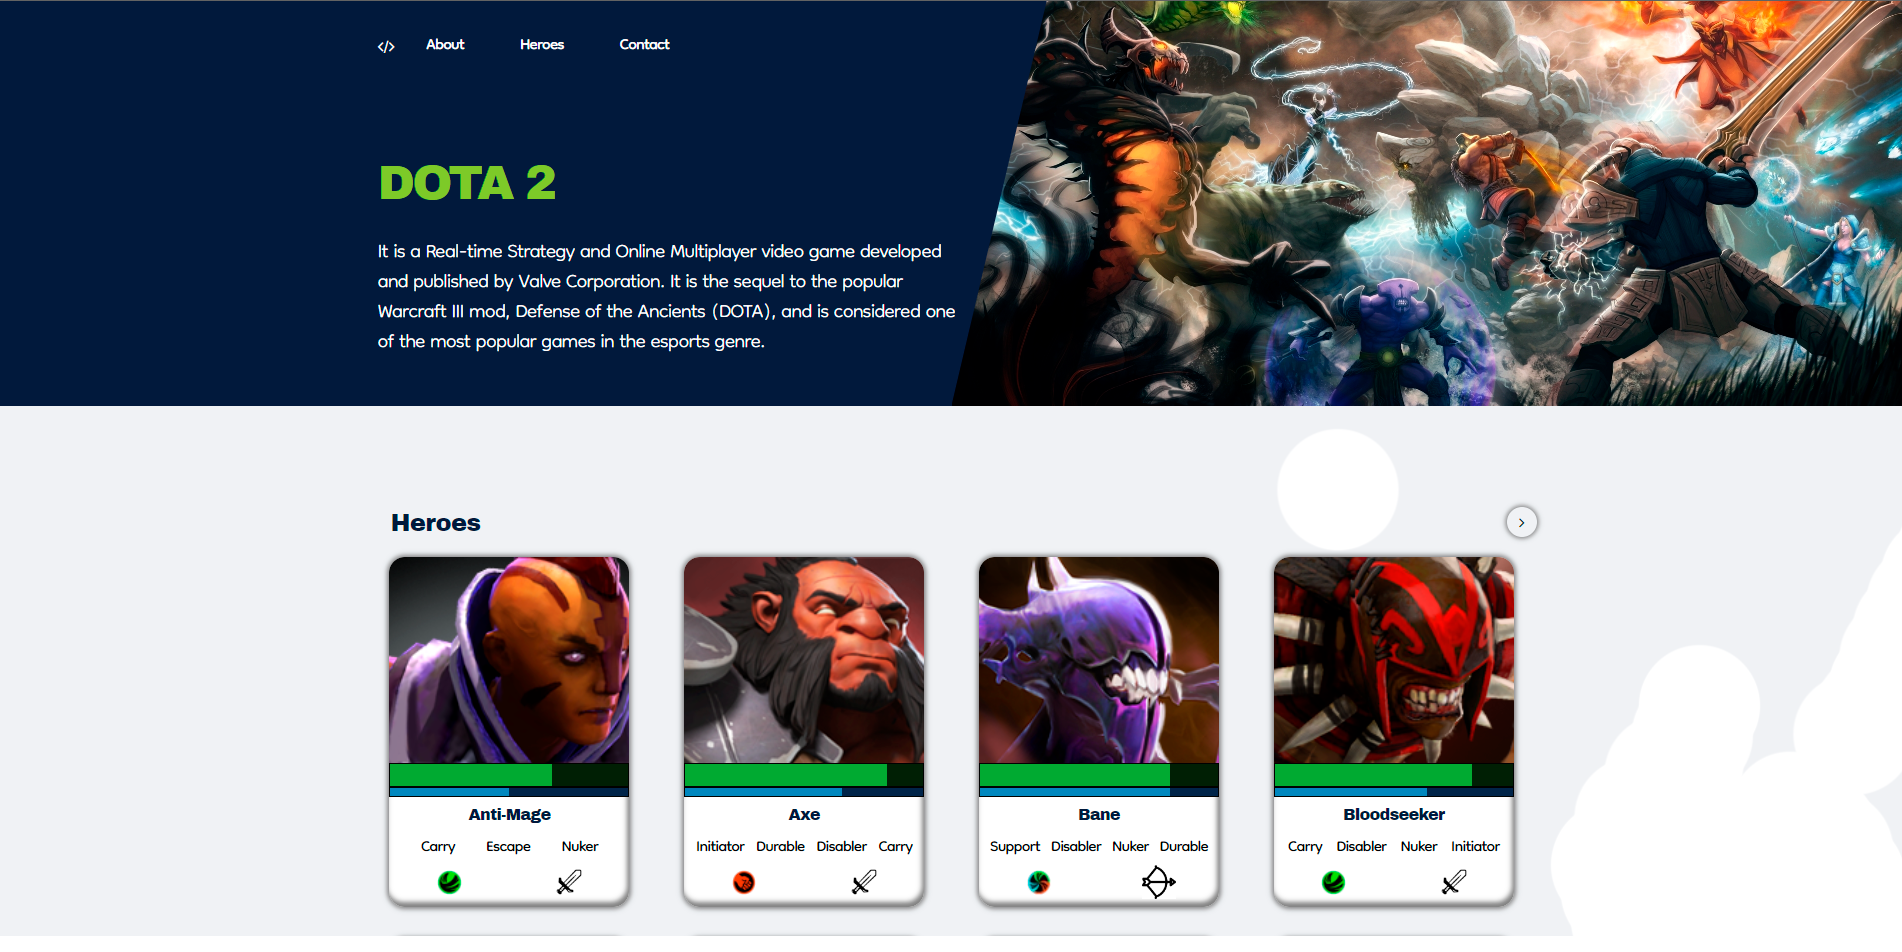 </> About Heroes Contact
DOTA 2
It is a Real-time Strategy and Online Multiplayer video game developed
and published by Valve Corporation. It is the sequel to the popular
Warcraft III mod, Defense of the Ancients (DOTA), and is considered one
of the most popular games in the esports genre.
Heroes
Anti-Mage
Carry Escape Nuker
Axe
Initiator Durable Disabler Carry
Bane
Support Disabler Nuker Durable
Bloodseeker
Carry Disabler Nuker Initiator